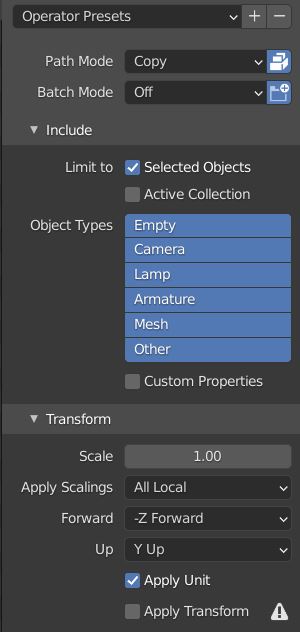 Operator Presets
Path Mode Copy
Batch Mode Off
Include
Limit to Selected Objects
Active Collection
Object Types Empty
Camera
Lamp
Armature
Mesh
Other
Custom Properties
Transform
Scale 1.00
Apply Scalings All Local
Forward -Z Forward
Up Y Up
Apply Unit
Apply Transform